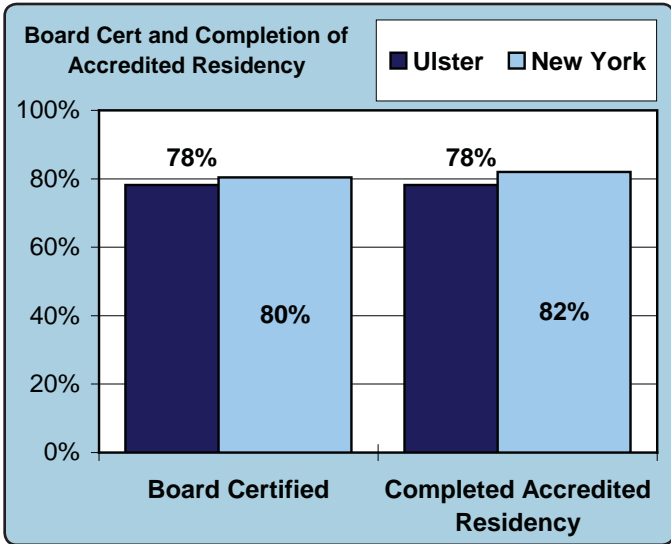 Board Cert and Completion of
Accredited Residency
Ulster New York
100%
80%
60%
40%
20%
0%
78%
80%
78%
82%
Board Certified
Completed Accredited
Residency